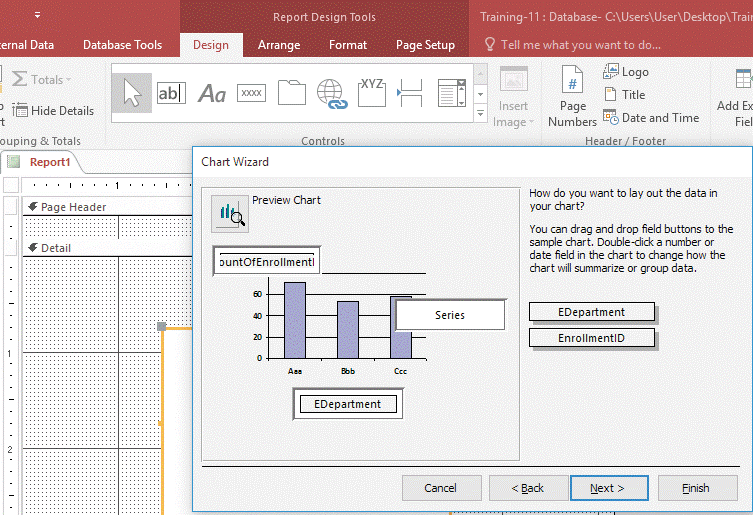 Report Design Tools
Training-11 : Database- C:\Users\User\Desktop\Trai
ernal Data
Database Tools
Design
Arrange
Format
Page Setup
Tell me what you want to do...
Totals
Hide Details
ouping & Totals
ab|
Aa
XXXX
XYZ
Controls
Insert
Image
#
Page
Numbers
Logo
Title
Date and Time
Header / Footer
Add Exi
Fiel
Report1
1
Page Header
Detail
1
2
Chart Wizard
Preview Chart
ountOfEnrollmentI
60
40
20
0
Aaa
Bbb
Ccc
Series
EDepartment
How do you want to lay out the data in
your chart?
You can drag and drop field buttons to the
sample chart. Double-click a number or
date field in the chart to change how the
chart will summarize or group data.
EDepartment
EnrollmentID
Cancel
< Back
Next >
Finish